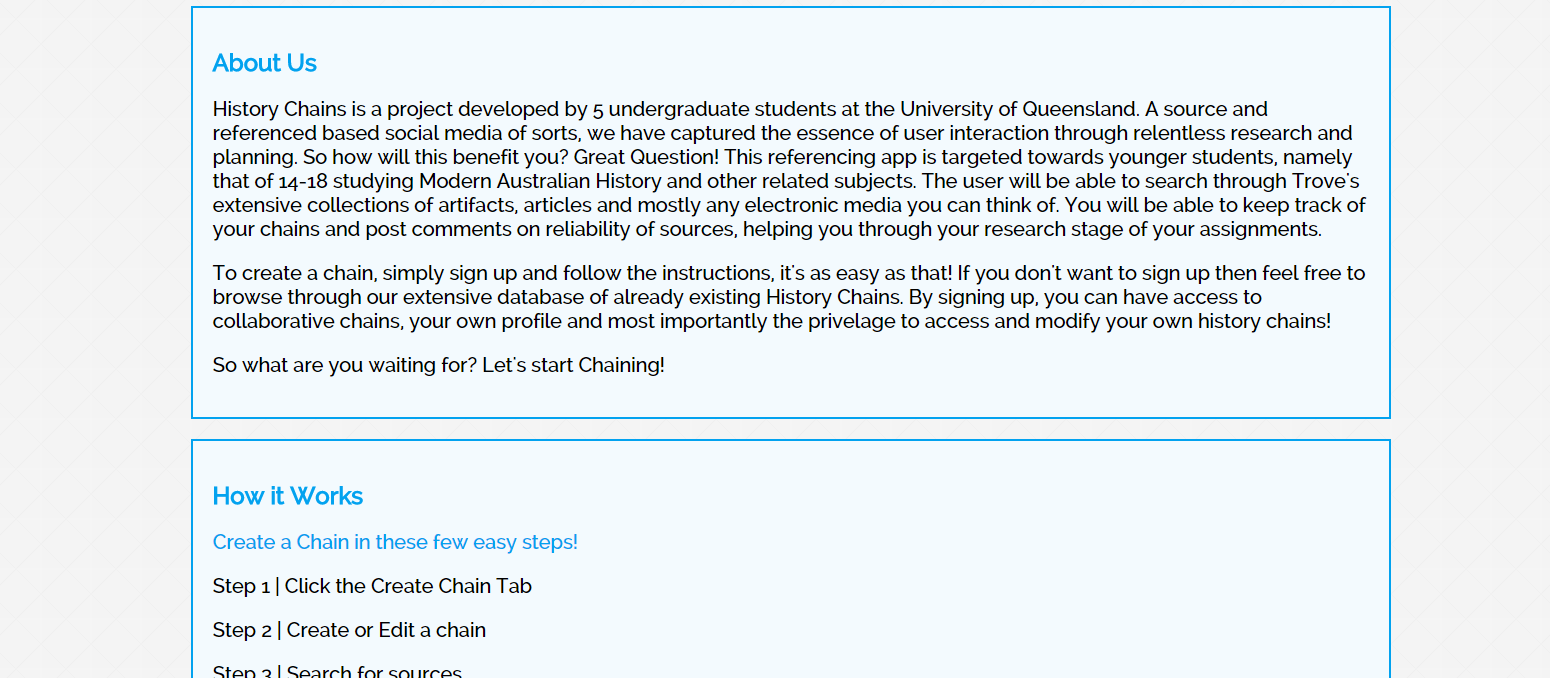 About Us
History Chains is a project developed by 5 undergraduate students at the University of Queensland. A source and
referenced based social media of sorts, we have captured the essence of user interaction through relentless research and
planning. So how will this benefit you? Great Question! This referencing app is targeted towards younger students, namely
that of 14-18 studying Modern Australian History and other related subjects. The user will be able to search through Trove's
extensive collections of artifacts, articles and mostly any electronic media you can think of. You will be able to keep track of
your chains and post comments on reliability of sources, helping you through your research stage of your assignments.
To create a chain, simply sign up and follow the instructions, it's as easy as that! If you don't want to sign up then feel free to
browse through our extensive database of already existing History Chains. By signing up, you can have access to
collaborative chains, your own profile and most importantly the privelage to access and modify your own history chains!
So what are you waiting for? Let's start Chaining!
How it Works
Create a Chain in these few easy steps!
Step 1 | Click the Create Chain Tab
Step 2 | Create or Edit a chain
Step 3 | Search for sources